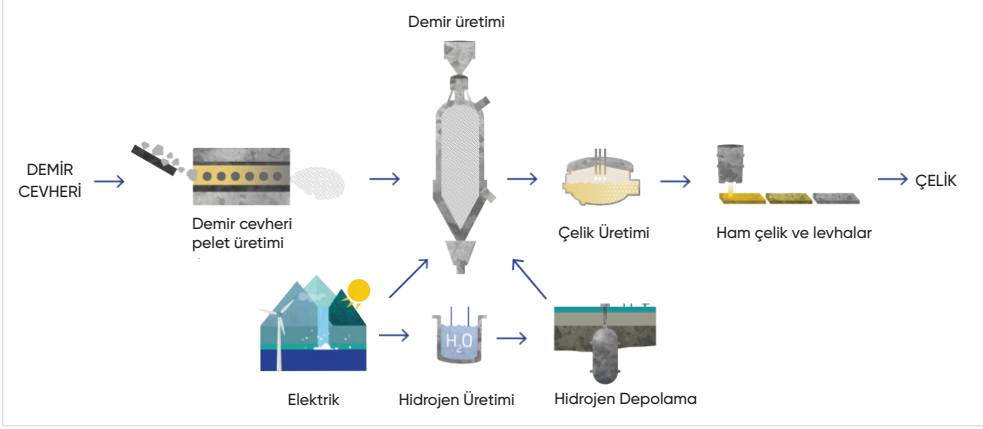 Demir üretimi
DEMİR
CEVHERİ
Demir cevheri
pelet üretimi
Çelik Üretimi
Ham çelik ve levhalar
ÇELİK
H₂O
Elektrik
Hidrojen Üretimi
Hidrojen Depolama